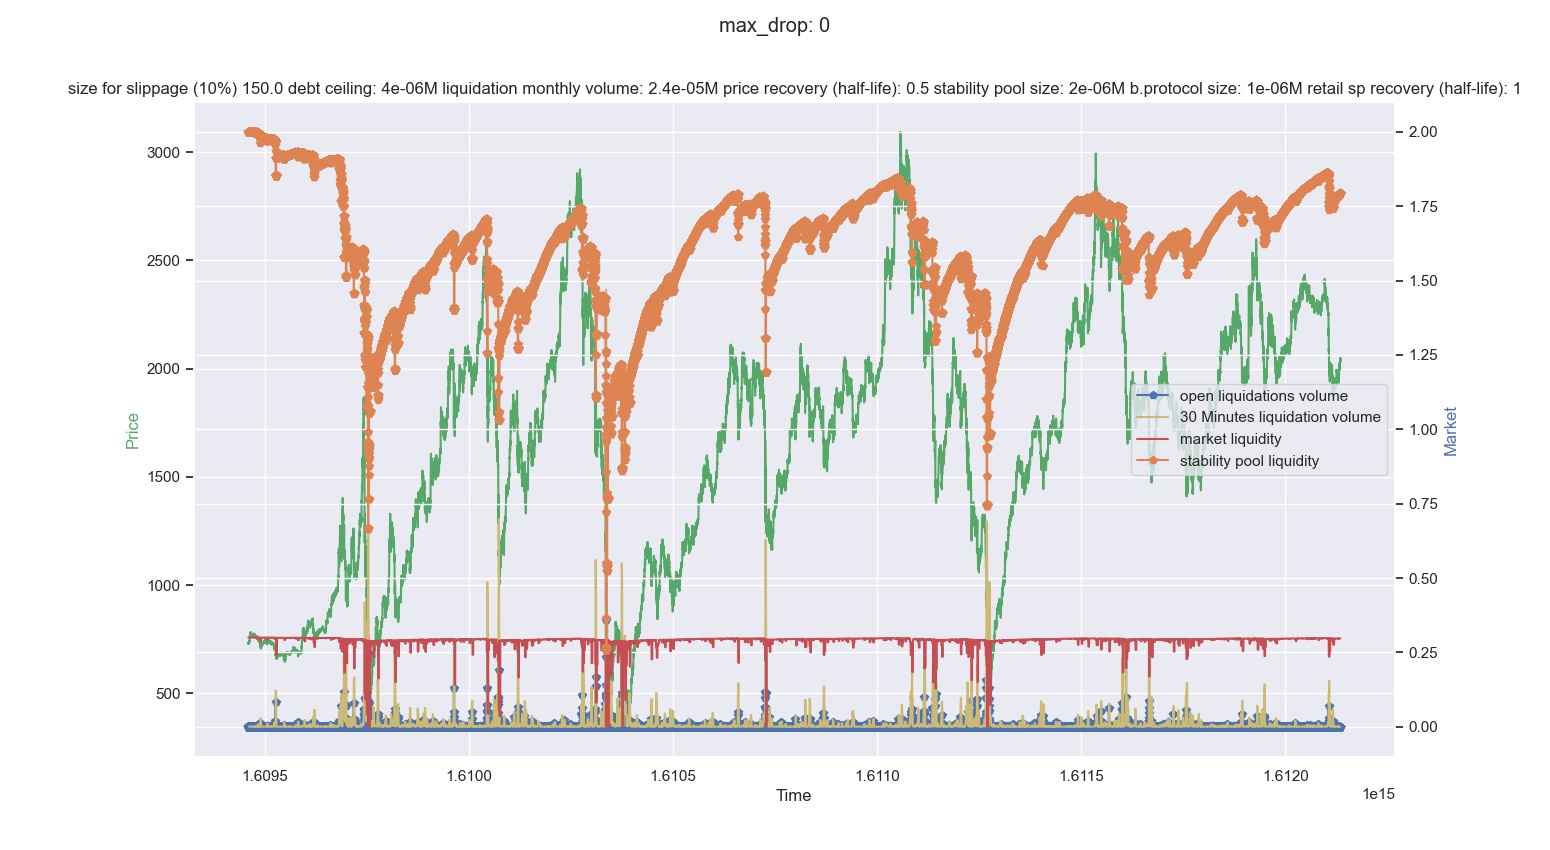 max_drop: 0
size for slippage (10%) 150.0 debt ceiling: 4e-06M liquidation monthly volume: 2.4e-05M price recovery (half-life): 0.5 stability pool size: 2e-06M b.protocol size: 1e-06M retail sp recovery (half-life): 1
3000
2500
2000
1500
1000
500
Price
2.00
1.75
1.50
1.25
1.00
0.75
0.50
0.25
0.00
Market
open liquidations volume
30 Minutes liquidation volume
market liquidity
stability pool liquidity
1.6095 1.6100 1.6105 1.6110 1.6115 1.6120
Time
1e15